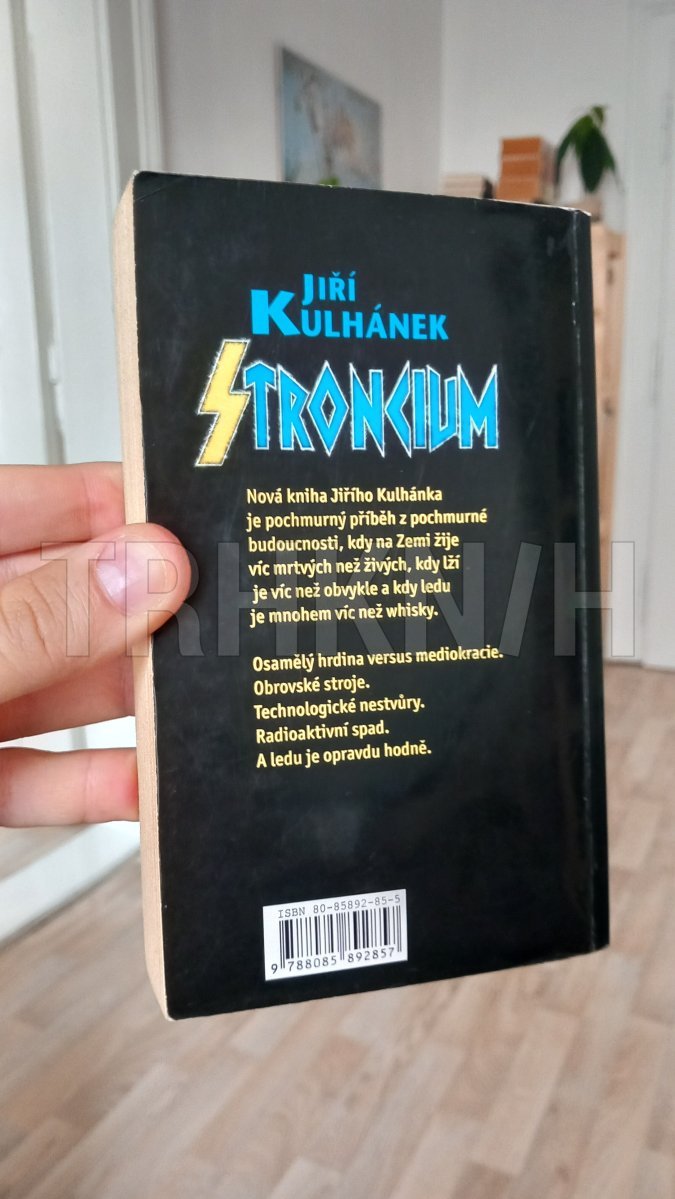 JIŘÍ
KULHÁNEK
STRONCIUM
Nová kniha Jiřího Kulhánka
je pochmurný příběh z pochmurné
budoucnosti, kdy na Zemi žije
víc mrtvých než živých, kdy lží
je víc než obvykle a kdy ledu
je mnohem víc než whisky.
Osamělý hrdina versus mediokracie.
Obrovské stroje.
Technologické nestvůry.
Radioaktivní spad.
A ledu je opravdu hodně.
ISBN 80-85892-85-5
9 788085 892857
TRHKNIH